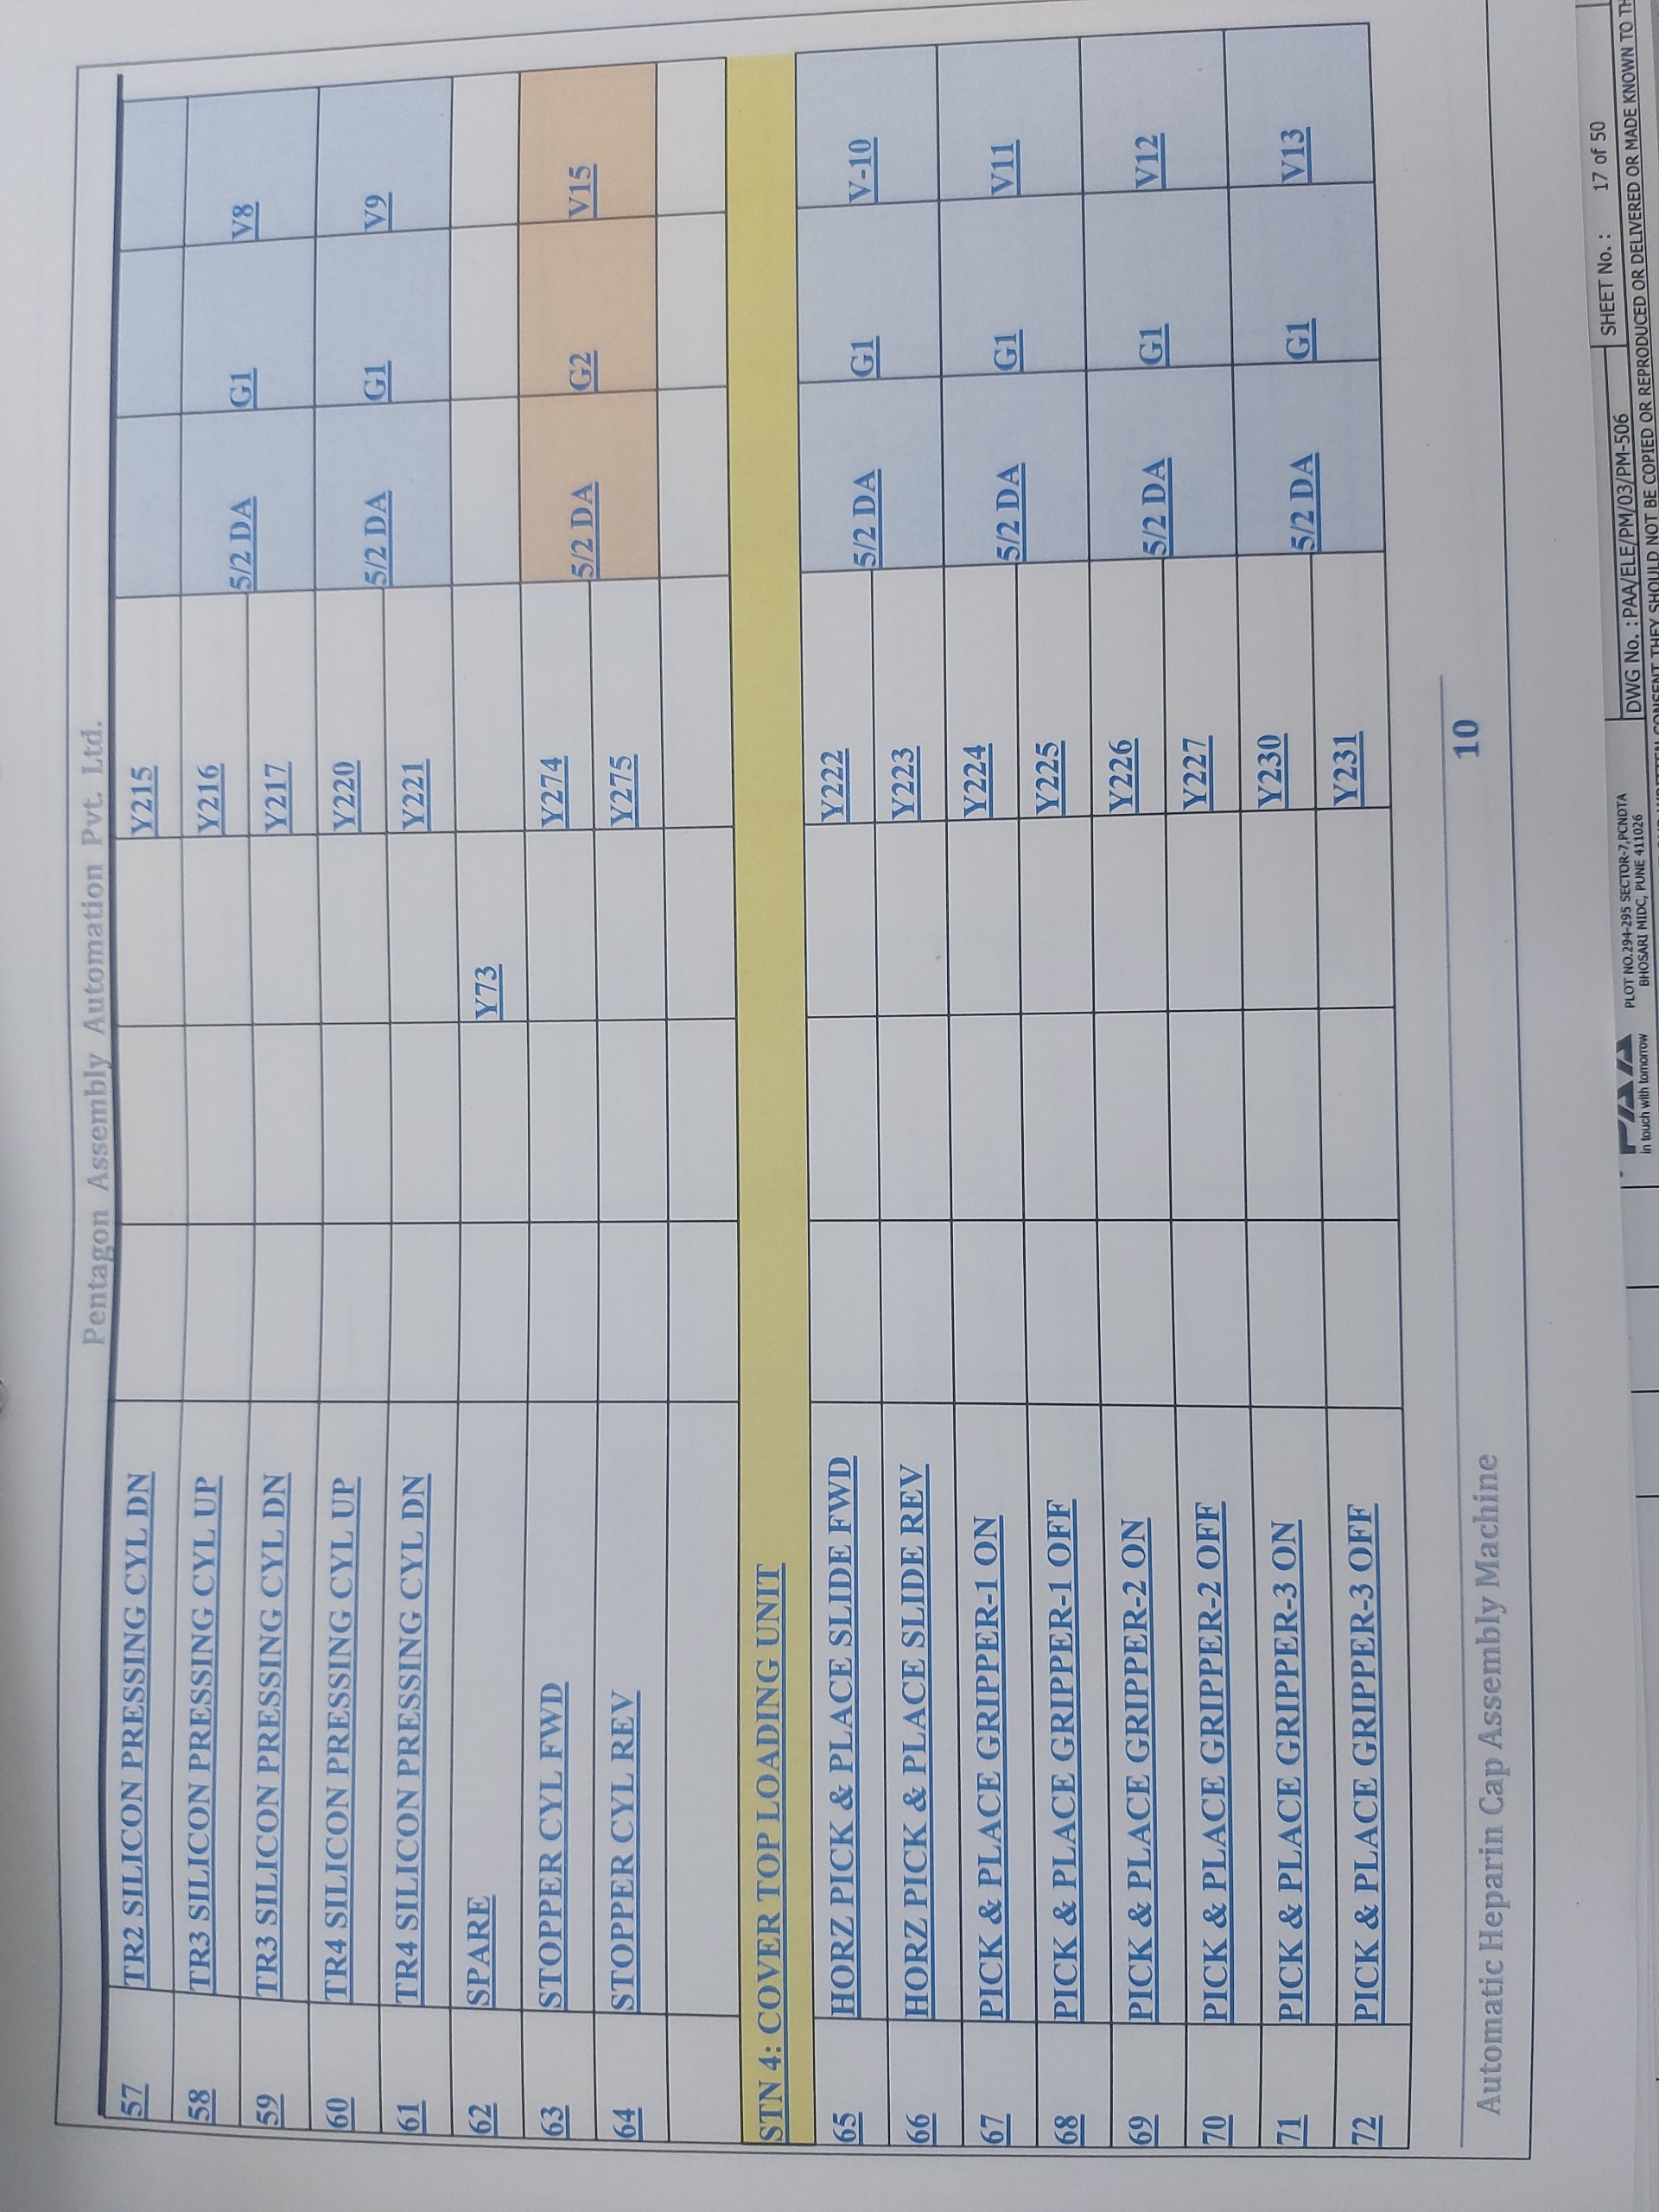 Pentagon Assembly Automation Pvt. Ltd.
57 TR2 SILICON PRESSING CYL DN Y215
58 TR3 SILICON PRESSING CYL UP Y216
5/2 DA G1 V8
59 TR3 SILICON PRESSING CYL DN Y217
60 TR4 SILICON PRESSING CYL UP Y220
5/2 DA G1 V9
61 TR4 SILICON PRESSING CYL DN Y221
62 SPARE Y73
63 STOPPER CYL FWD Y274
5/2 DA G2 V15
64 STOPPER CYL REV Y275
STN 4: COVER TOP LOADING UNIT
65 HORZ PICK & PLACE SLIDE FWD Y222
5/2 DA G1 V-10
66 HORZ PICK & PLACE SLIDE REV Y223
67 PICK & PLACE GRIPPER-1 ON Y224
5/2 DA G1 V11
68 PICK & PLACE GRIPPER-1 OFF Y225
69 PICK & PLACE GRIPPER-2 ON Y226
5/2 DA G1 V12
70 PICK & PLACE GRIPPER-2 OFF Y227
71 PICK & PLACE GRIPPER-3 ON Y230
5/2 DA G1 V13
72 PICK & PLACE GRIPPER-3 OFF Y231
10
Automatic Heparin Cap Assembly Machine
PAA
in touch with tomorrow
PLOT NO.294-295 SECTOR-7,PCNDTA
BHOSARI MIDC, PUNE 411026
DWG No. :PAA/ELE/PM/03/PM-506
SHEET No. : 17 of 50
CONSENT THEY SHOULD NOT BE COPIED OR REPRODUCED OR DELIVERED OR MADE KNOWN TO